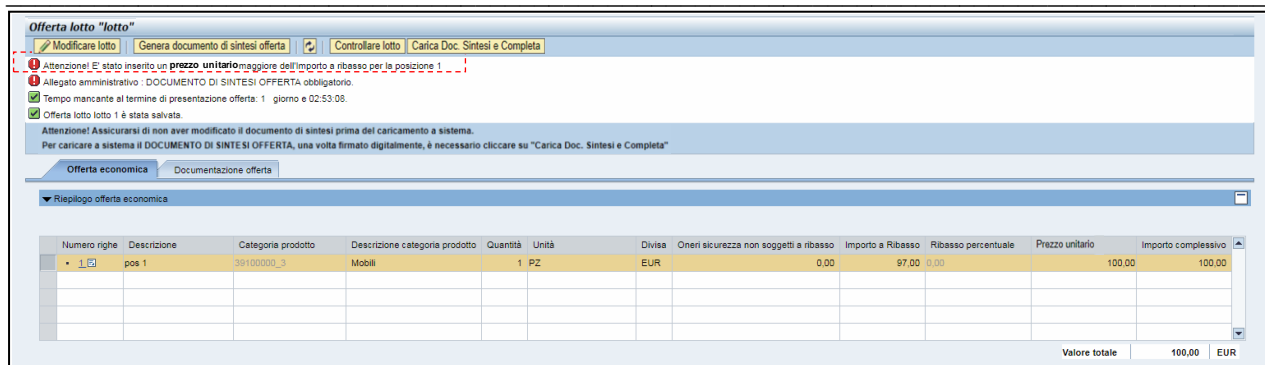 Offerta lotto "lotto"
Modificare lotto Genera documento di sintesi offerta Controllare lotto Carica Doc. Sintesi e Completa
Attenzione! E' stato inserito un prezzo unitario maggiore dell'Importo a ribasso per la posizione 1
Allegato amministrativo : DOCUMENTO DI SINTESI OFFERTA obbligatorio.
Tempo mancante al termine di presentazione offerta: 1 giorno e 02:53:08.
Offerta lotto lotto 1 è stata salvata.
Attenzione! Assicurarsi di non aver modificato il documento di sintesi prima del caricamento a sistema.
Per caricare a sistema il DOCUMENTO DI SINTESI OFFERTA, una volta firmato digitalmente, è necessario cliccare su "Carica Doc. Sintesi e Completa"
Offerta economica Documentazione offerta
Riepilogo offerta economica
Numero righe Descrizione Categoria prodotto Descrizione categoria prodotto Quantità Unità Divisa Oneri sicurezza non soggetti a ribasso Importo a Ribasso Ribasso percentuale Prezzo unitario Importo complessivo
• 1 pos 1 39100000_3 Mobili 1 PZ EUR 0,00 97,00 0,00 100,00 100,00
Valore totale 100,00 EUR